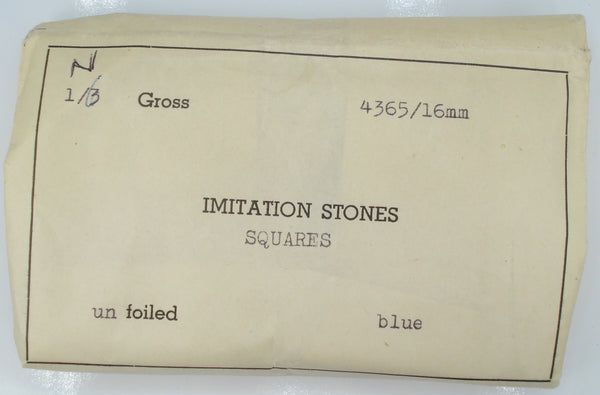 N
1/3 Gross 4365/16mm
IMITATION STONES
SQUARES
un foiled blue